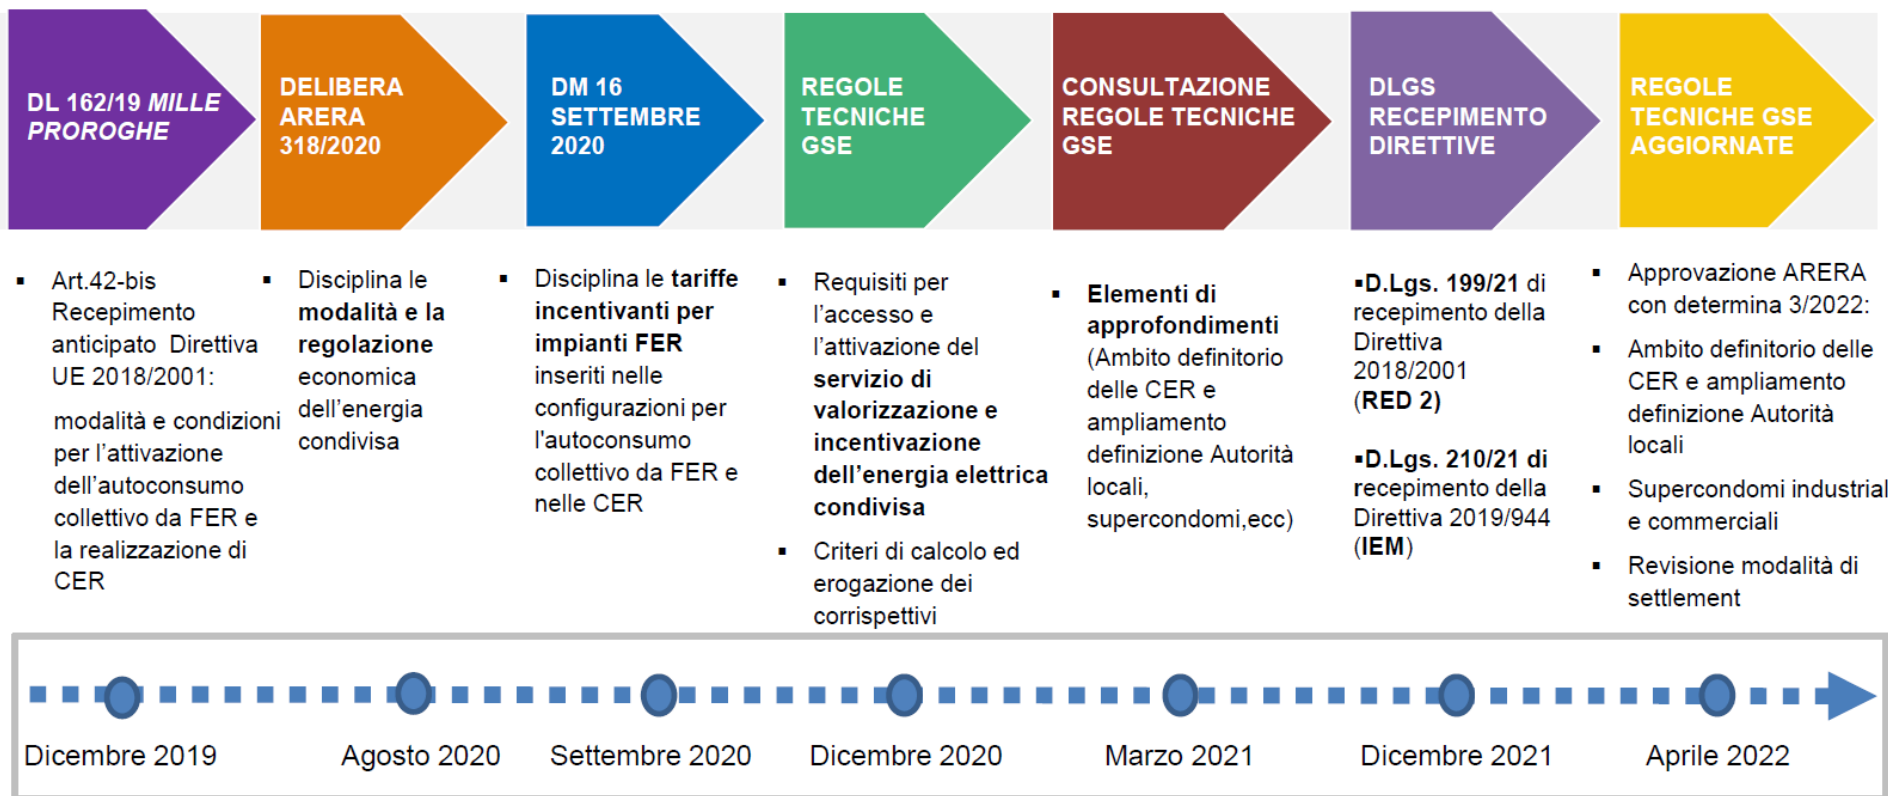 DL 162/19 MILLE
PROROGHE
DELIBERA
ARERA
318/2020
DM 16
SETTEMBRE
2020
REGOLE
TECNICHE
GSE
CONSULTAZIONE
REGOLE TECNICHE
GSE
DLGS
RECEPIMENTO
DIRETTIVE
REGOLE
TECNICHE GSE
AGGIORNATE
▪ Art.42-bis
Recepimento
anticipato Direttiva
UE 2018/2001:
modalità e condizioni
per l’attivazione
dell’autoconsumo
collettivo da FER e
la realizzazione di
CER
▪ Disciplina le
modalità e la
regolazione
economica
dell’energia
condivisa
▪ Disciplina le tariffe
incentivanti per
impianti FER
inseriti nelle
configurazioni per
l'autoconsumo
collettivo da FER e
nelle CER
▪ Requisiti per
l’accesso e
l’attivazione del
servizio di
valorizzazione e
incentivazione
dell’energia elettrica
condivisa
▪ Criteri di calcolo ed
erogazione dei
corrispettivi
▪ Elementi di
approfondimenti
(Ambito definitorio
delle CER e
ampliamento
definizione Autorità
locali,
supercondomi,ecc)
▪D.Lgs. 199/21 di
recepimento della
Direttiva
2018/2001
(RED 2)
▪D.Lgs. 210/21 di
recepimento della
Direttiva 2019/944
(IEM)
▪ Approvazione ARERA
con determina 3/2022:
▪ Ambito definitorio delle
CER e ampliamento
definizione Autorità
locali
▪ Supercondomi industrial
e commerciali
▪ Revisione modalità di
settlement
Dicembre 2019
Agosto 2020
Settembre 2020
Dicembre 2020
Marzo 2021
Dicembre 2021
Aprile 2022